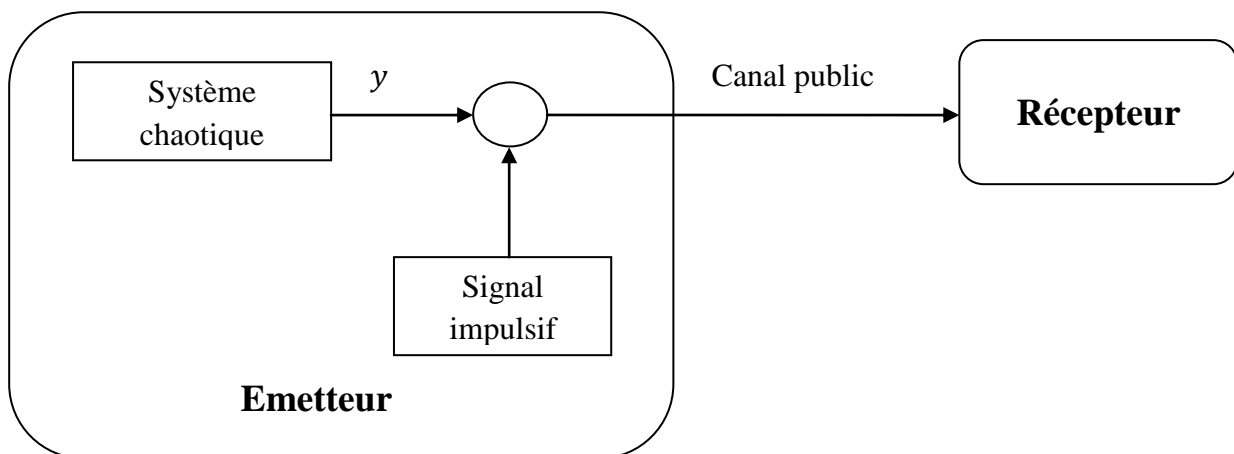 Système
chaotique
y
Canal public
Récepteur
Signal
impulsif
Emetteur